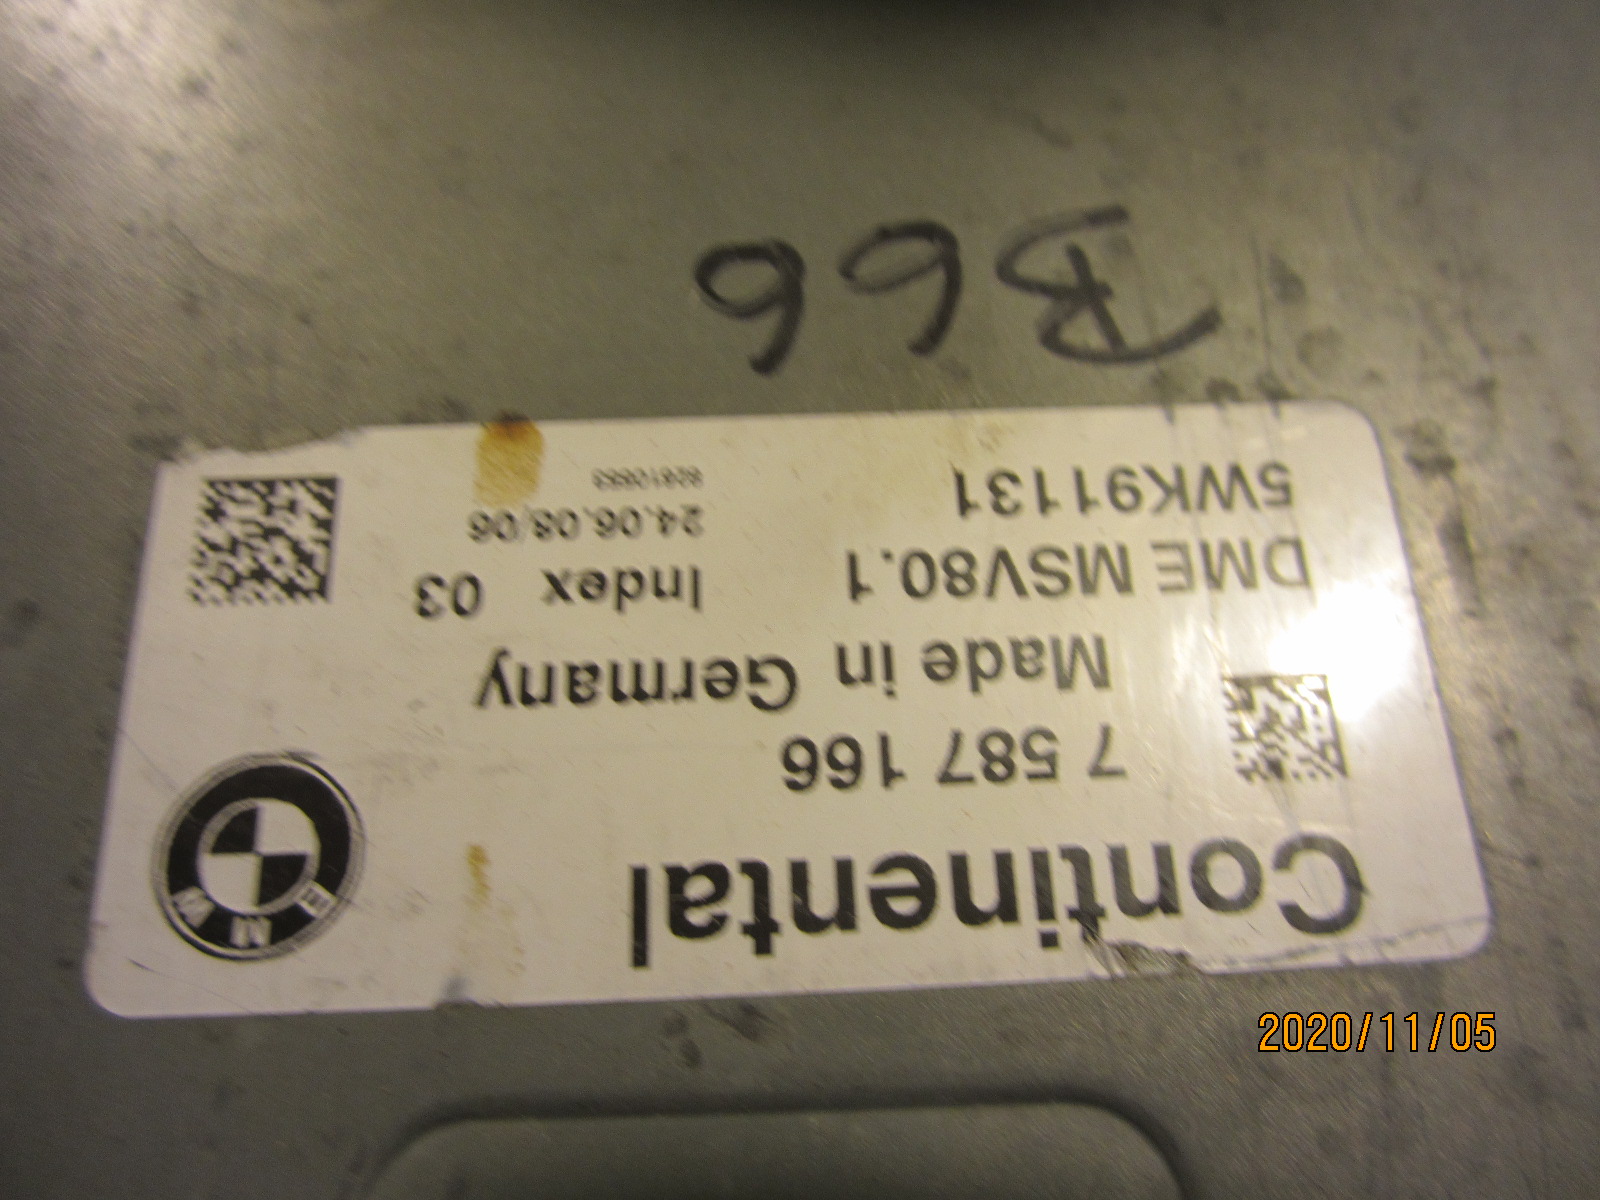 Continental
7 587 166
Made in Germany
DME MSV80.1 Index 03
5WK91131 24.06.08/06
BMW
B66
2020/11/05